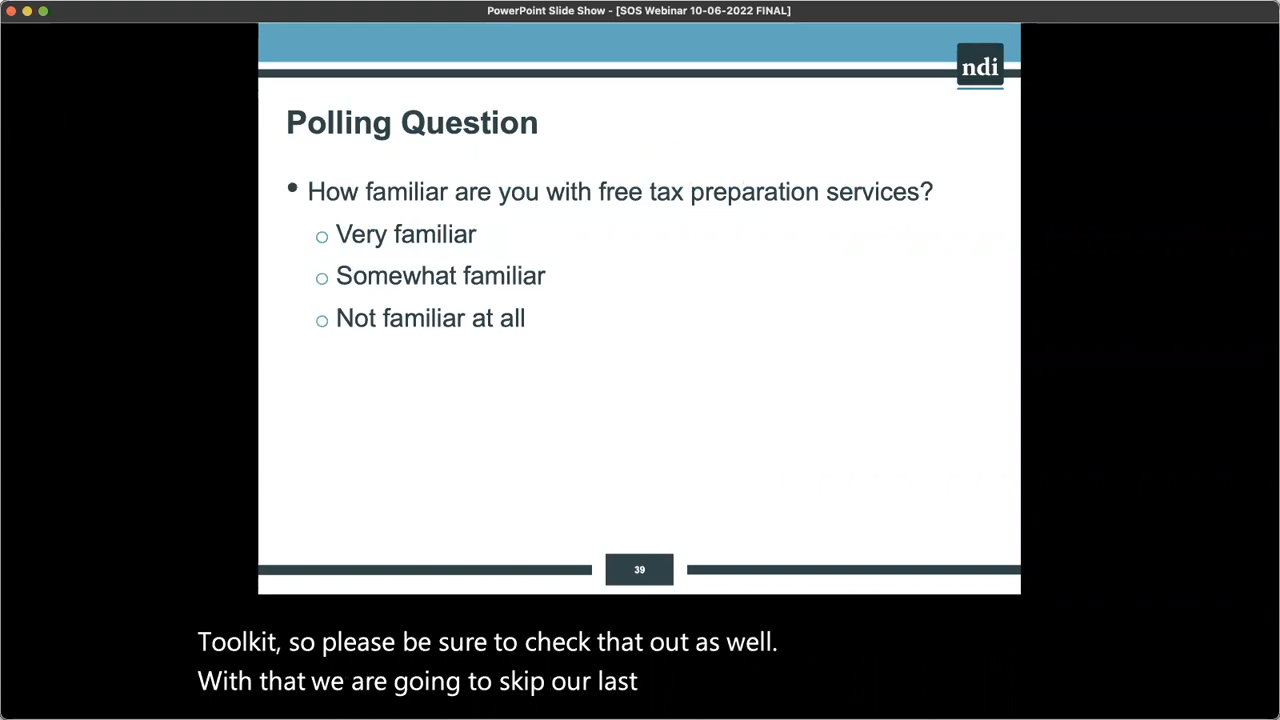 PowerPoint Slide Show - [SOS Webinar 10-06-2022 FINAL]
ndi
Polling Question
• How familiar are you with free tax preparation services?
o Very familiar
o Somewhat familiar
o Not familiar at all
39
Toolkit, so please be sure to check that out as well.
With that we are going to skip our last